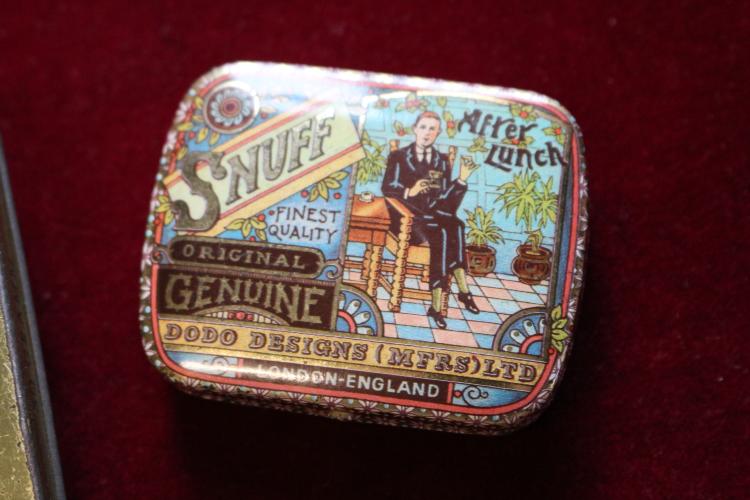 SNUFF
After
Lunch
FINEST
QUALITY
ORIGINAL
GENUINE
DODO DESIGNS (MFRS) LTD
LONDON-ENGLAND